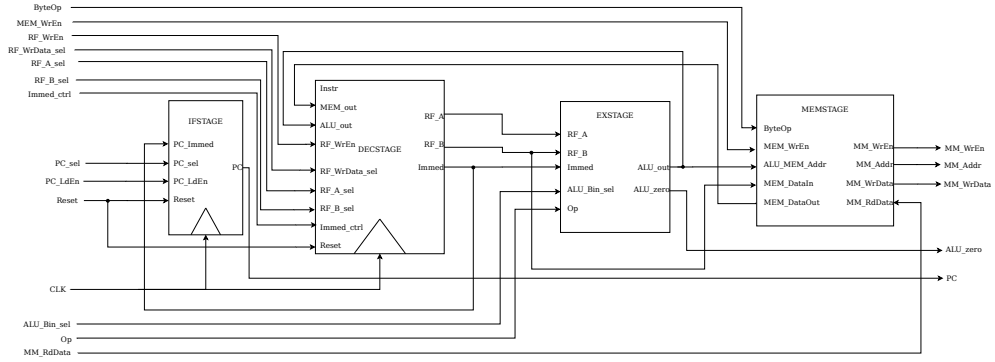 ByteOp
MEM_WrEn
RF_WrEn
RF_WrData_sel
RF_A_sel
RF_B_sel
Immed_ctrl
PC_sel
PC_LdEn
Reset
CLK
ALU_Bin_sel
Op
MM_RdData
IFSTAGE
PC_Immed
PC_sel
PC_LdEn
Reset
PC
Instr
MEM_out
ALU_out
RF_WrEn
DECSTAGE
RF_WrData_sel
RF_A_sel
RF_B_sel
Immed_ctrl
Reset
RF_A
RF_B
Immed
EXSTAGE
RF_A
RF_B
Immed
ALU_Bin_sel
Op
ALU_out
ALU_zero
MEMSTAGE
ByteOp
MEM_WrEn
ALU_MEM_Addr
MEM_DataIn
MEM_DataOut
MM_WrEn
MM_Addr
MM_WrData
MM_RdData
MM_WrEn
MM_Addr
MM_WrData
ALU_zero
PC